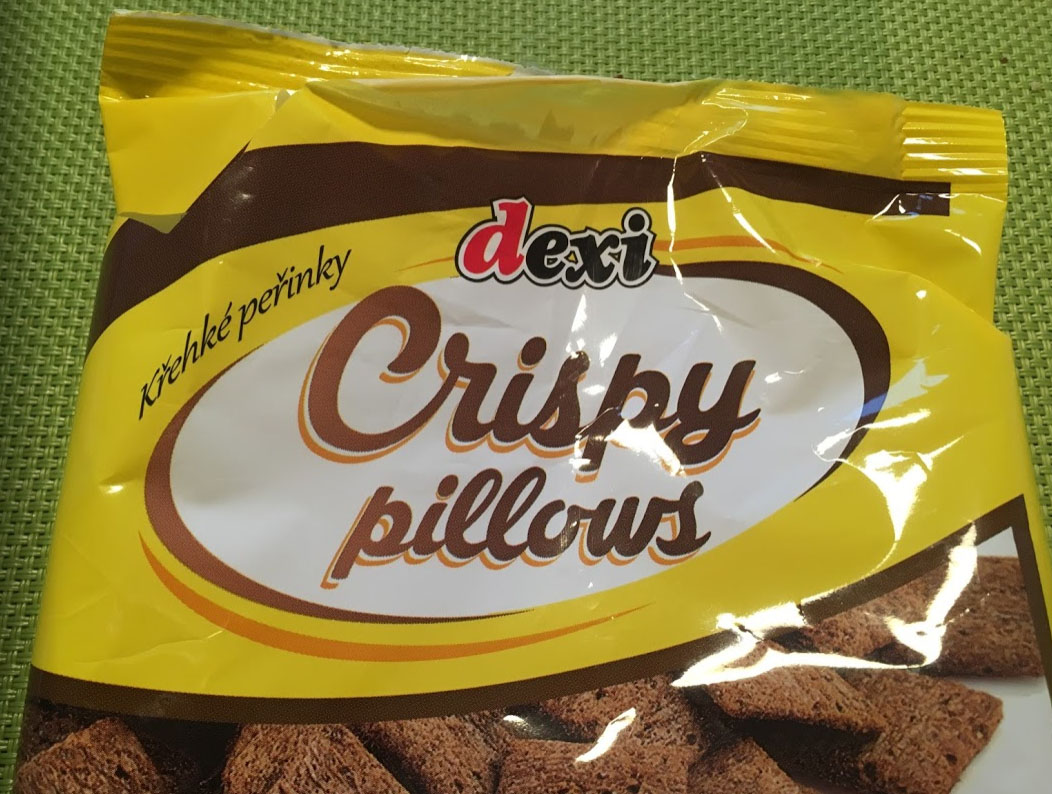 dexi
Křehké peřinky
Crispy
pillows